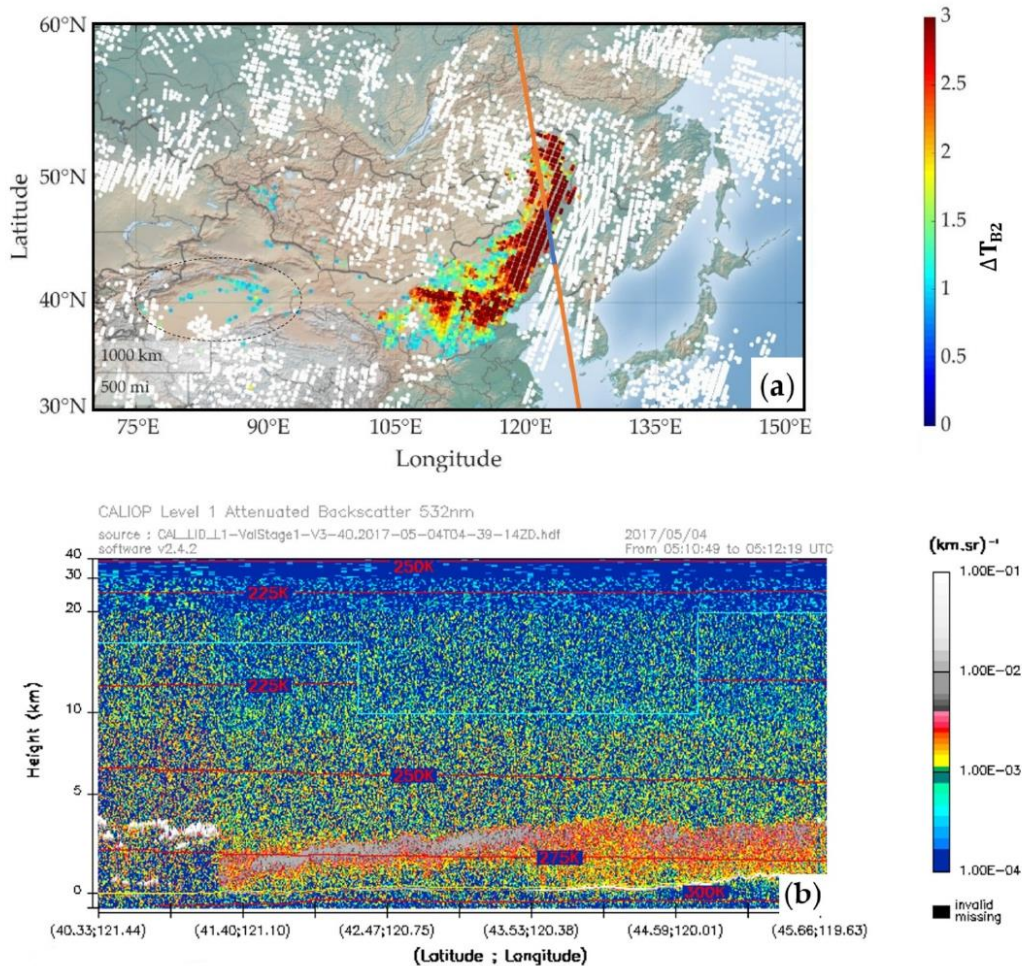 60°N
50°N
40°N
30°N
Latitude
1000 km
500 mi
(a)
75°E 90°E 105°E 120°E 135°E 150°E
Longitude
3
2.5
2
1.5
1
0.5
0
ΔT_B2
CALIOP Level 1 Attenuated Backscatter 532nm
source : CAL_LID_L1-ValStage1-V3-40.2017-05-04T04-39-14ZD.hdf 2017/05/04
software v2.4.2 From 05:10:49 to 05:12:19 UTC
40
30
20
10
5
0
Height (km)
250K
225K
225K
250K
275K
300K
(b)
(40.33;121.44) (41.40;121.10) (42.47;120.75) (43.53;120.38) (44.59;120.01) (45.66;119.63)
(Latitude ; Longitude)
(km.sr)⁻¹
1.00E-01
1.00E-02
1.00E-03
1.00E-04
invalid
missing